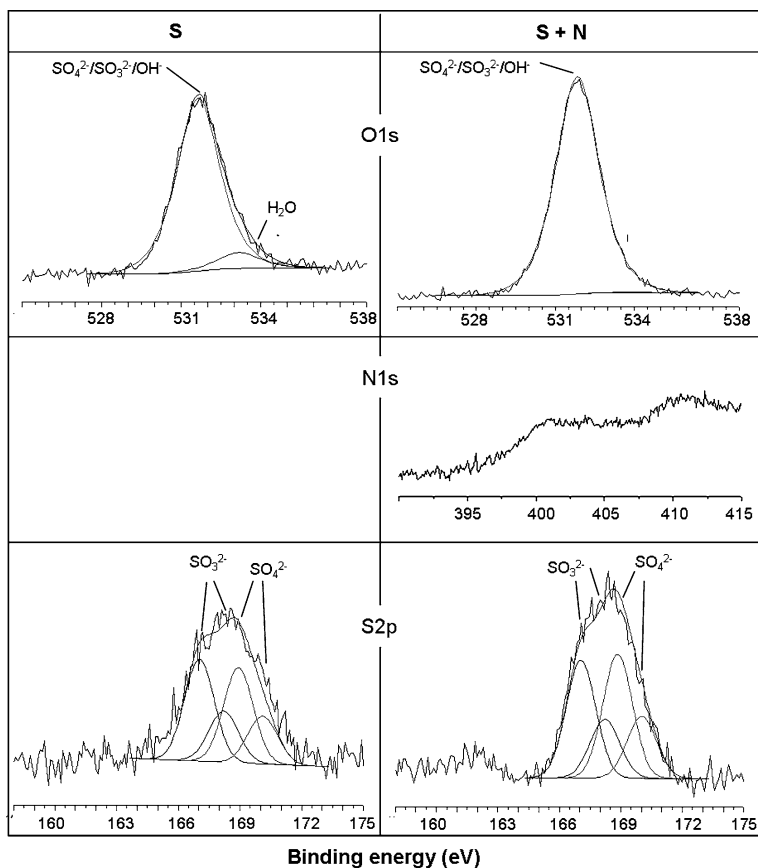 S
S + N
SO₄²⁻/SO₃²⁻/OH⁻
SO₄²⁻/SO₃²⁻/OH⁻
O1s
H₂O
528 531 534 538
528 531 534 538
N1s
395 400 405 410 415
SO₃²⁻ SO₄²⁻
SO₃²⁻ SO₄²⁻
S2p
160 163 166 169 172 175
160 163 166 169 172 175
Binding energy (eV)